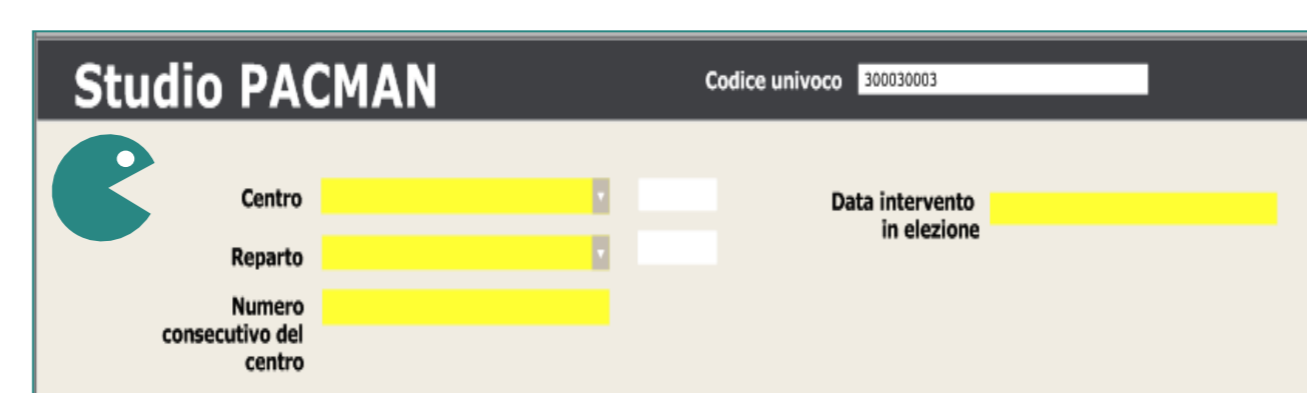 Studio PACMAN
Codice univoco 300030003
Centro
Data intervento
in elezione
Reparto
Numero
consecutivo del
centro